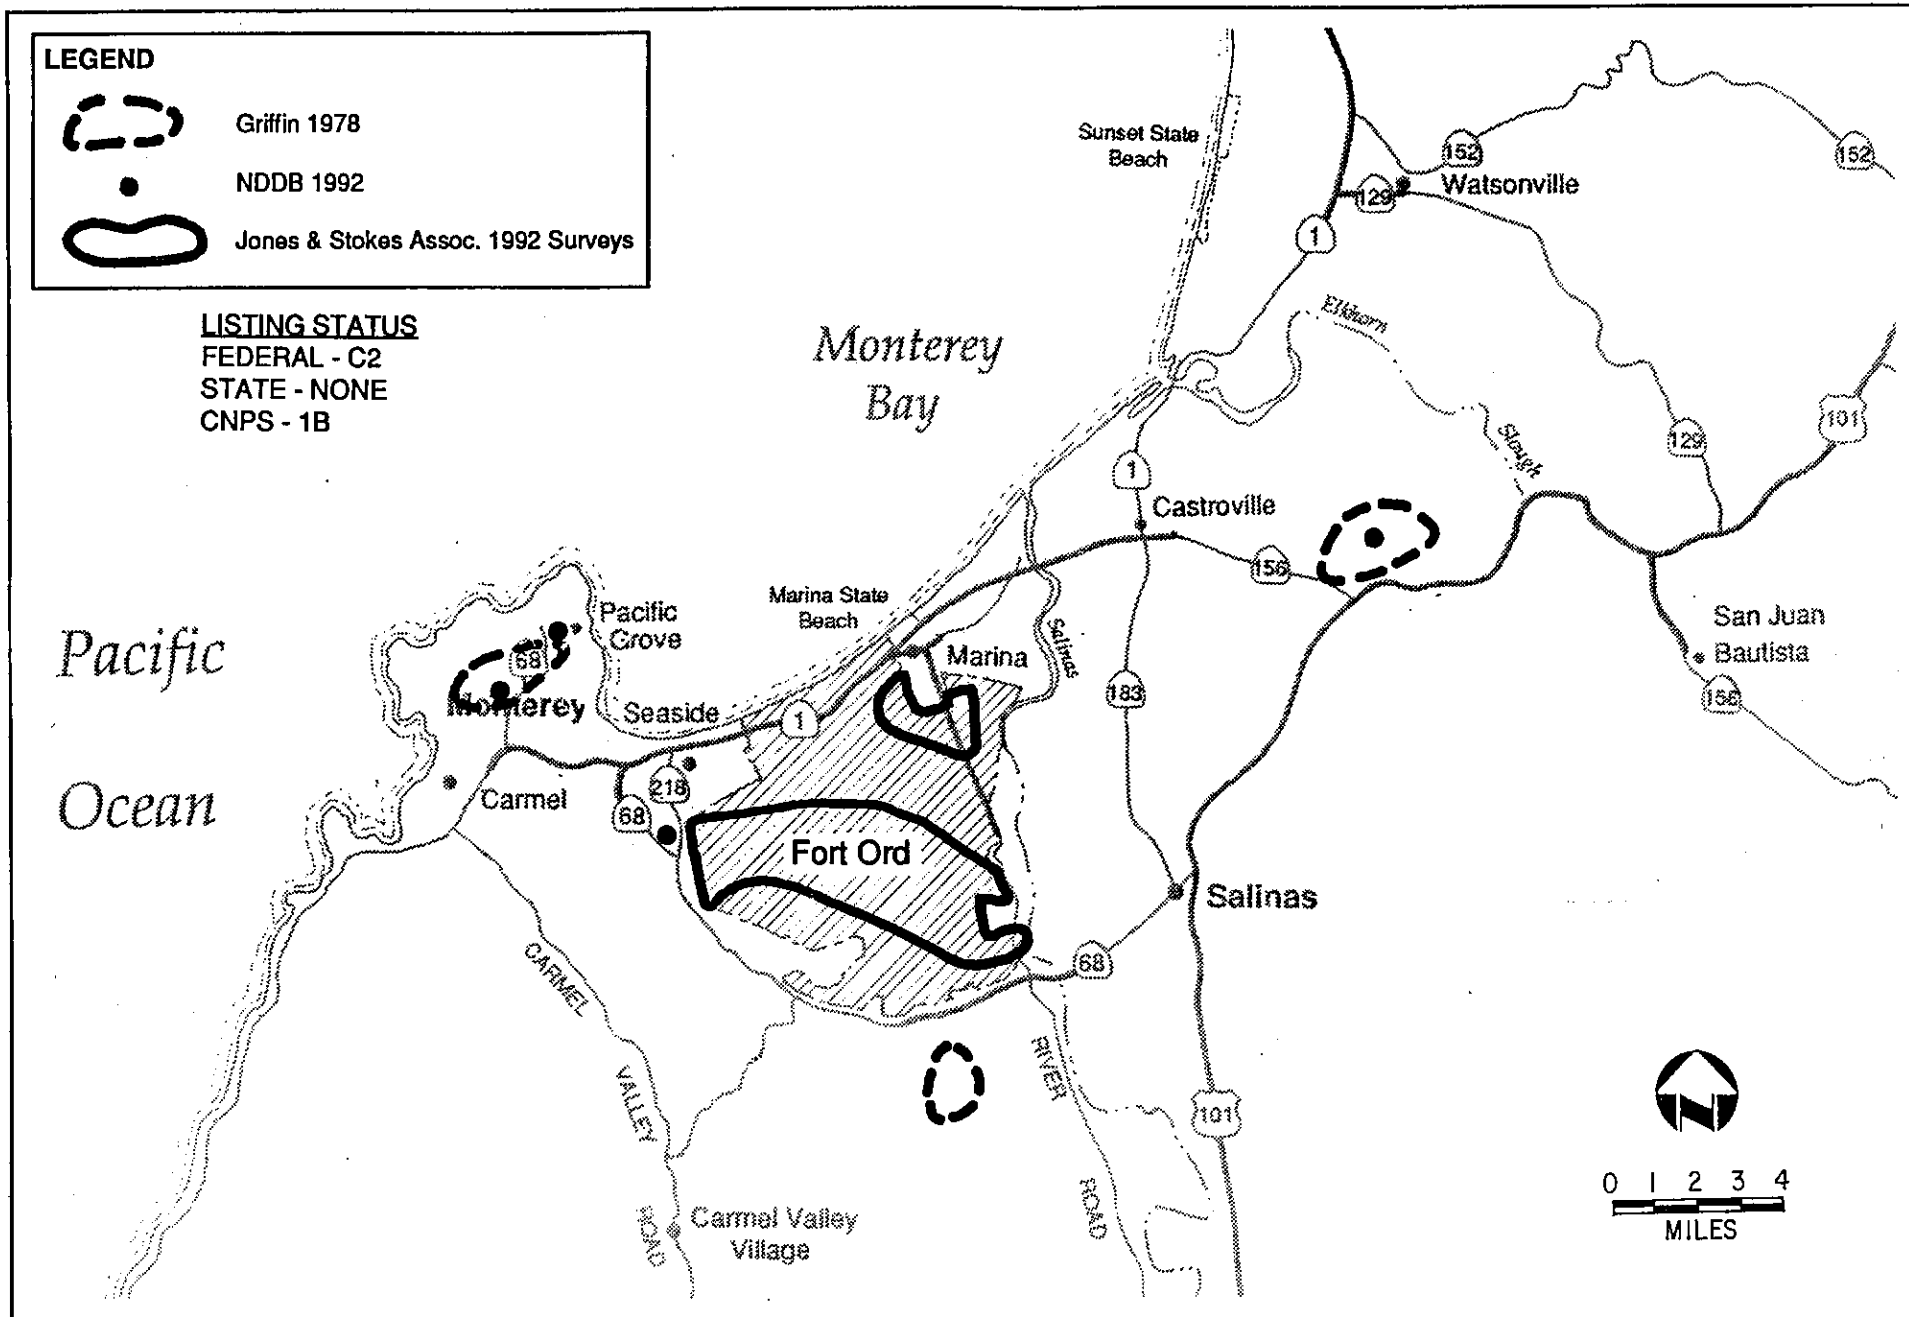 LEGEND
Griffin 1978
NDDB 1992
Jones & Stokes Assoc. 1992 Surveys
LISTING STATUS
FEDERAL - C2
STATE - NONE
CNPS - 1B
Sunset State
Beach
152
152
129
Watsonville
1
Elkhorn
Monterey
Bay
101
129
Slough
1
Castroville
156
Marina State
Beach
Pacific
Grove
Pacific
68
Salinas
San Juan
Bautista
Marina
183
156
Monterey
Seaside
1
218
Carmel
Ocean
68
Fort Ord
Salinas
68
CARMEL
RIVER
VALLEY
101
ROAD
ROAD
Carmel Valley
Village
N
0 1 2 3 4
MILES